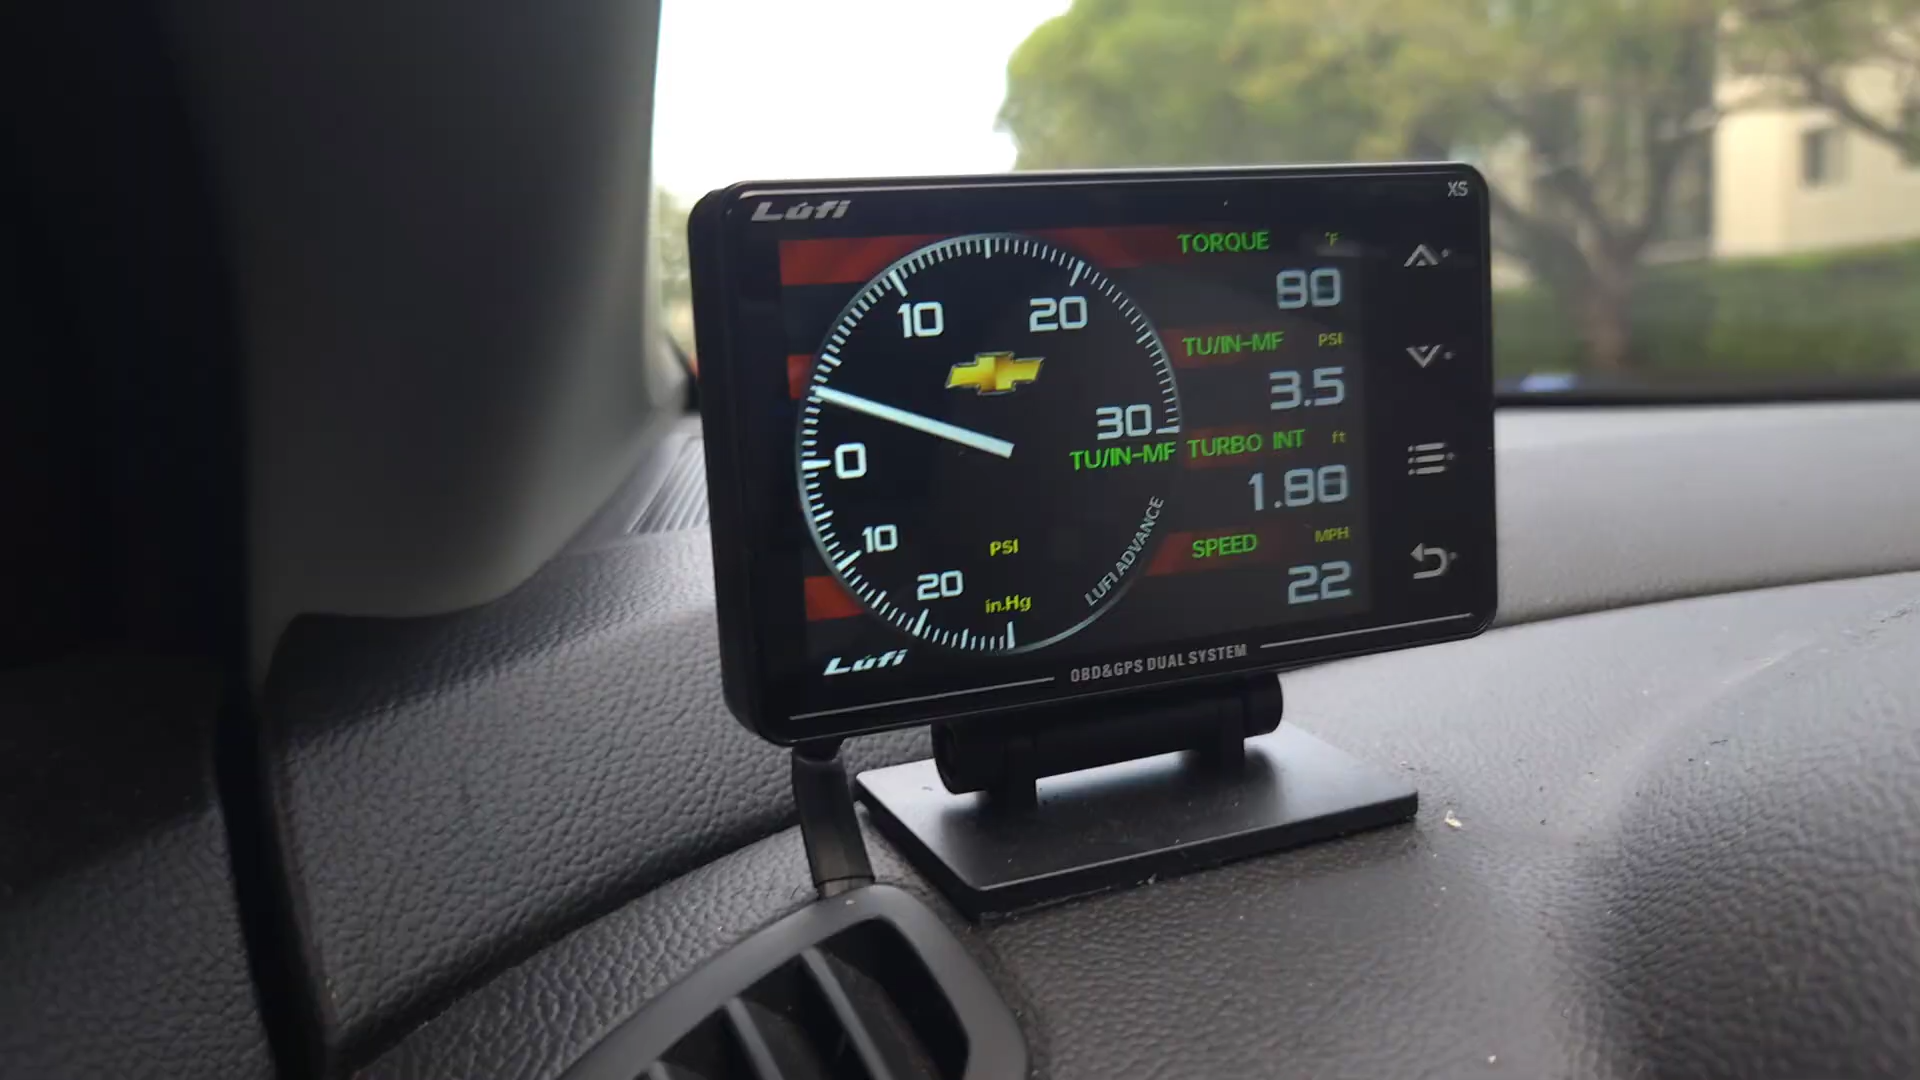 Lufi
XS
TORQUE °F
90
10 20
TU/IN-MF PSI
3.5
30
TU/IN-MF
TURBO INT ft
0
1.80
10
PSI
SPEED MPH
20
in.Hg
LUFI ADVANCE
22
Lufi
OBD&GPS DUAL SYSTEM